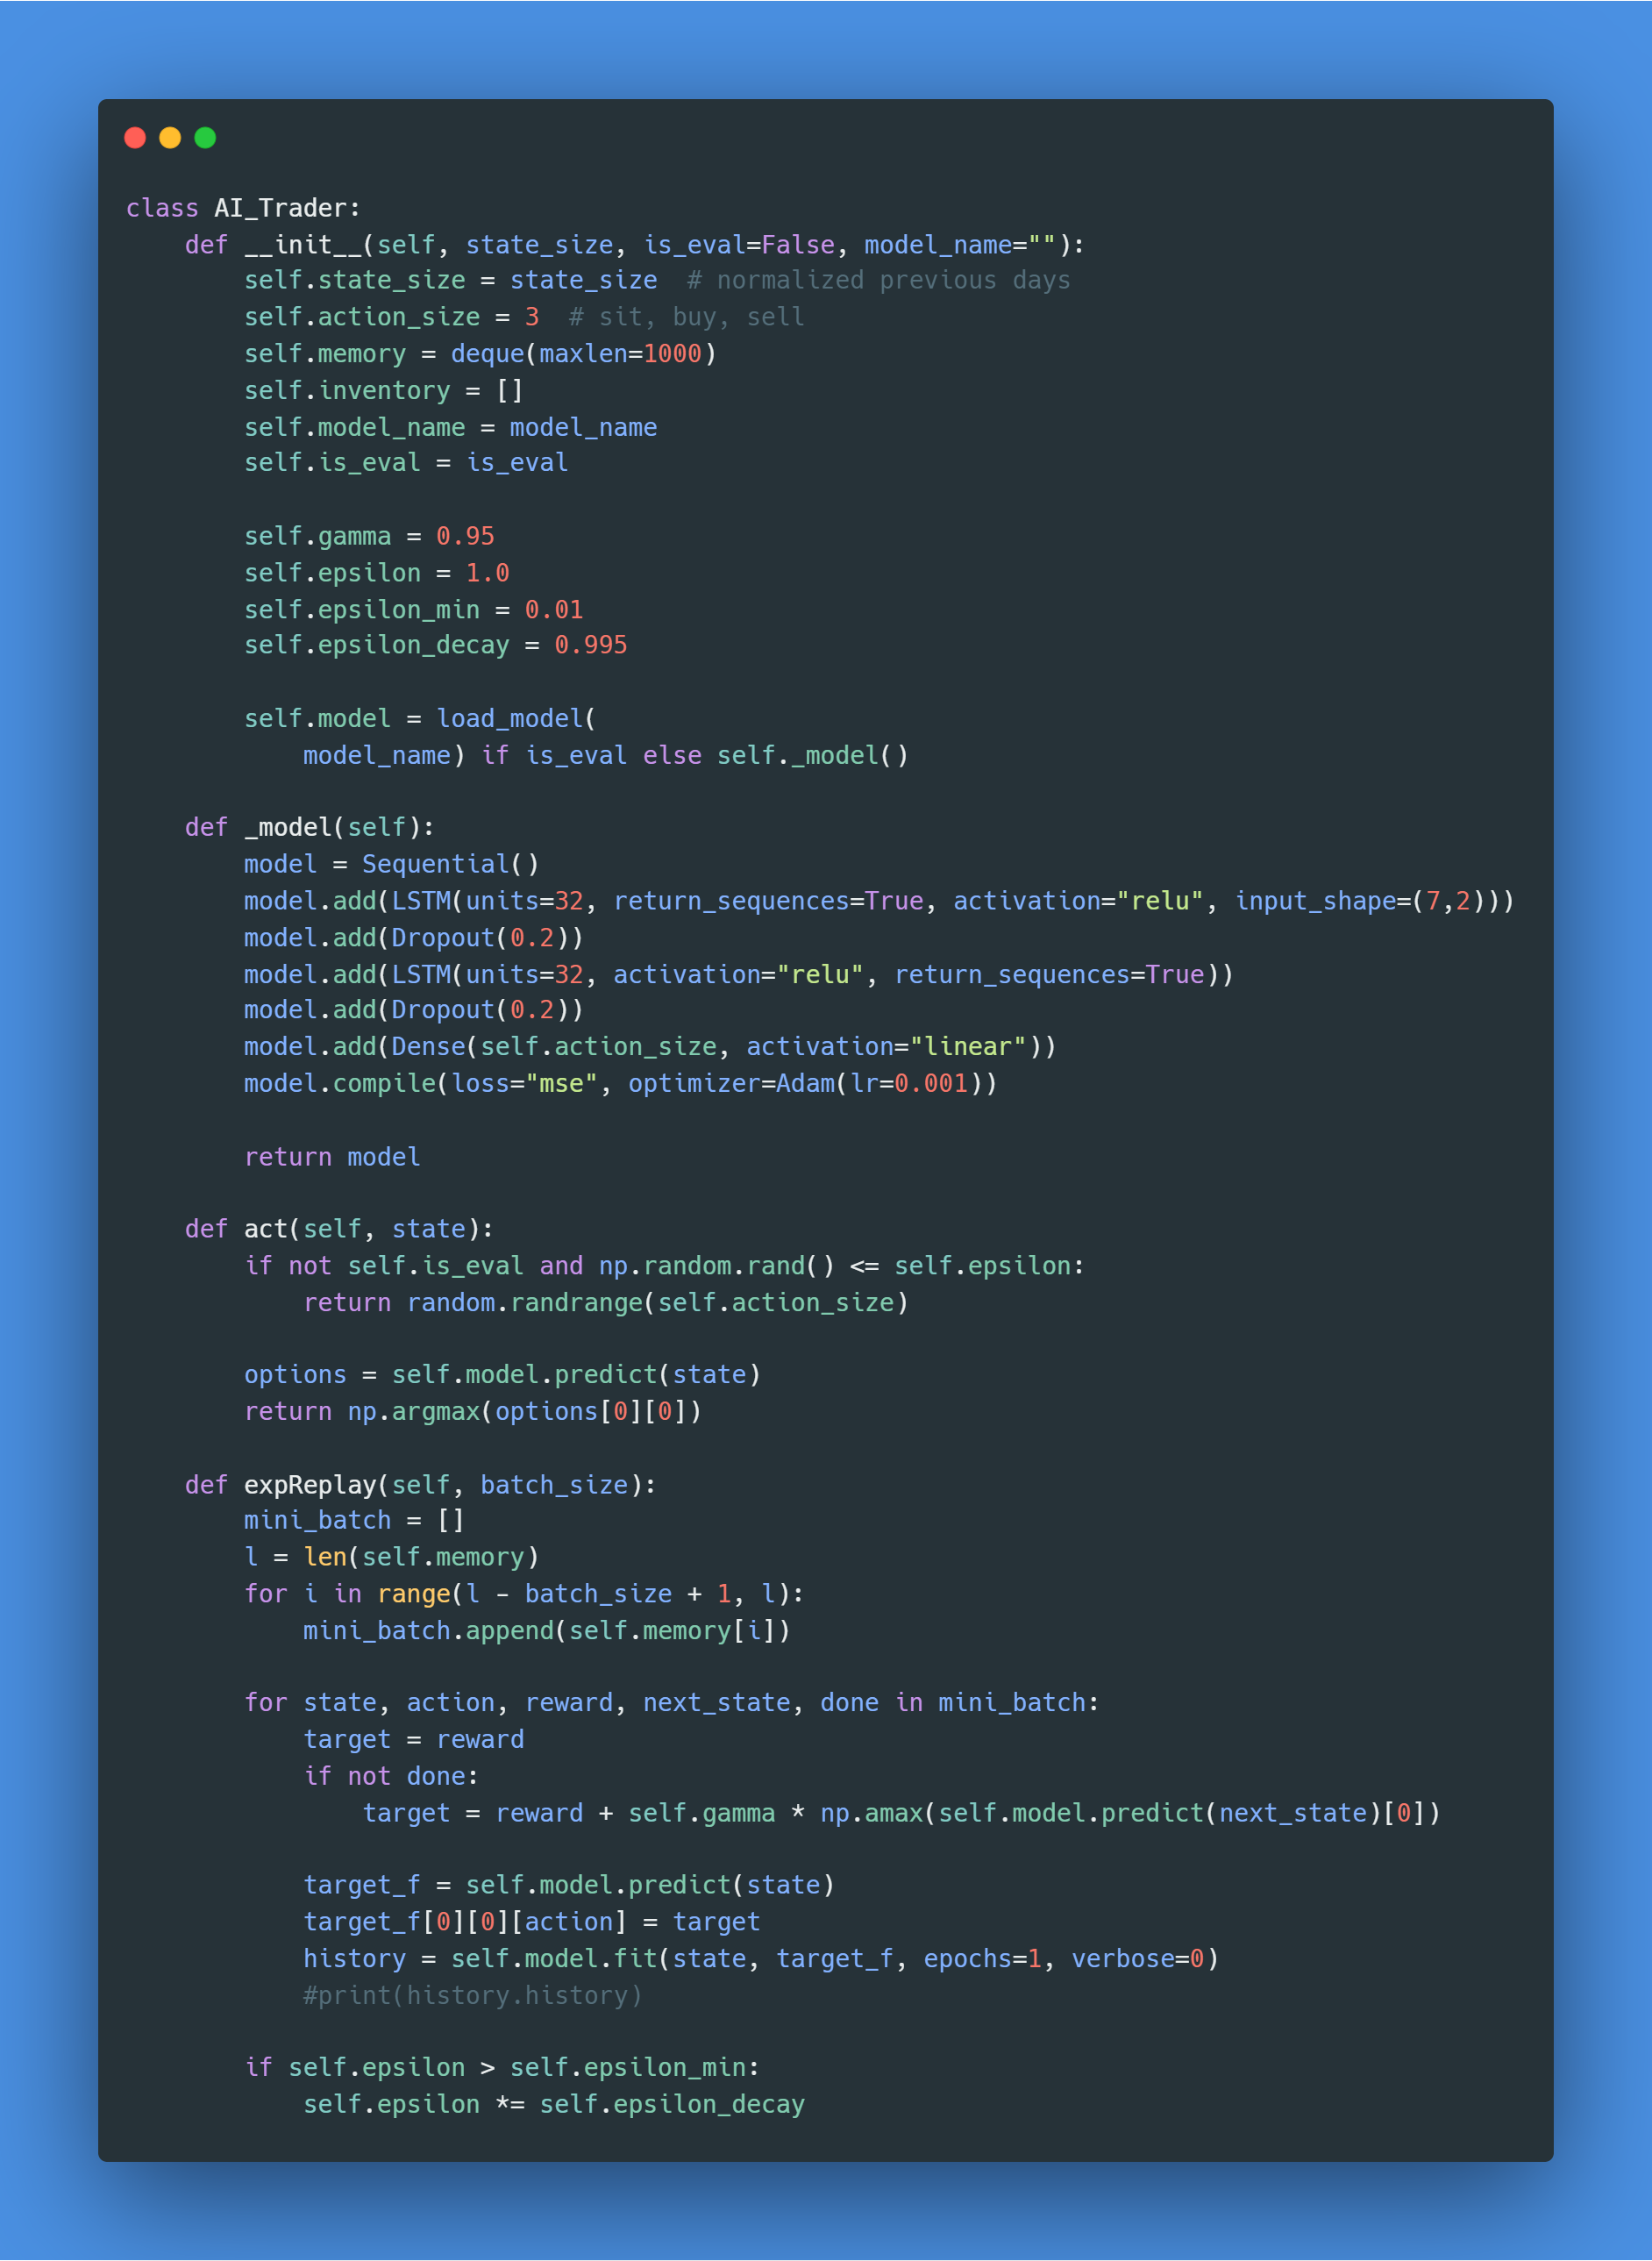 class AI_Trader:
    def __init__(self, state_size, is_eval=False, model_name=""):
        self.state_size = state_size  # normalized previous days
        self.action_size = 3  # sit, buy, sell
        self.memory = deque(maxlen=1000)
        self.inventory = []
        self.model_name = model_name
        self.is_eval = is_eval

        self.gamma = 0.95
        self.epsilon = 1.0
        self.epsilon_min = 0.01
        self.epsilon_decay = 0.995

        self.model = load_model(
            model_name) if is_eval else self._model()

    def _model(self):
        model = Sequential()
        model.add(LSTM(units=32, return_sequences=True, activation="relu", input_shape=(7,2)))
        model.add(Dropout(0.2))
        model.add(LSTM(units=32, activation="relu", return_sequences=True))
        model.add(Dropout(0.2))
        model.add(Dense(self.action_size, activation="linear"))
        model.compile(loss="mse", optimizer=Adam(lr=0.001))

        return model

    def act(self, state):
        if not self.is_eval and np.random.rand() <= self.epsilon:
            return random.randrange(self.action_size)

        options = self.model.predict(state)
        return np.argmax(options[0][0])

    def expReplay(self, batch_size):
        mini_batch = []
        l = len(self.memory)
        for i in range(l - batch_size + 1, l):
            mini_batch.append(self.memory[i])

        for state, action, reward, next_state, done in mini_batch:
            target = reward
            if not done:
                target = reward + self.gamma * np.amax(self.model.predict(next_state)[0])

            target_f = self.model.predict(state)
            target_f[0][0][action] = target
            history = self.model.fit(state, target_f, epochs=1, verbose=0)
            #print(history.history)

        if self.epsilon > self.epsilon_min:
            self.epsilon *= self.epsilon_decay